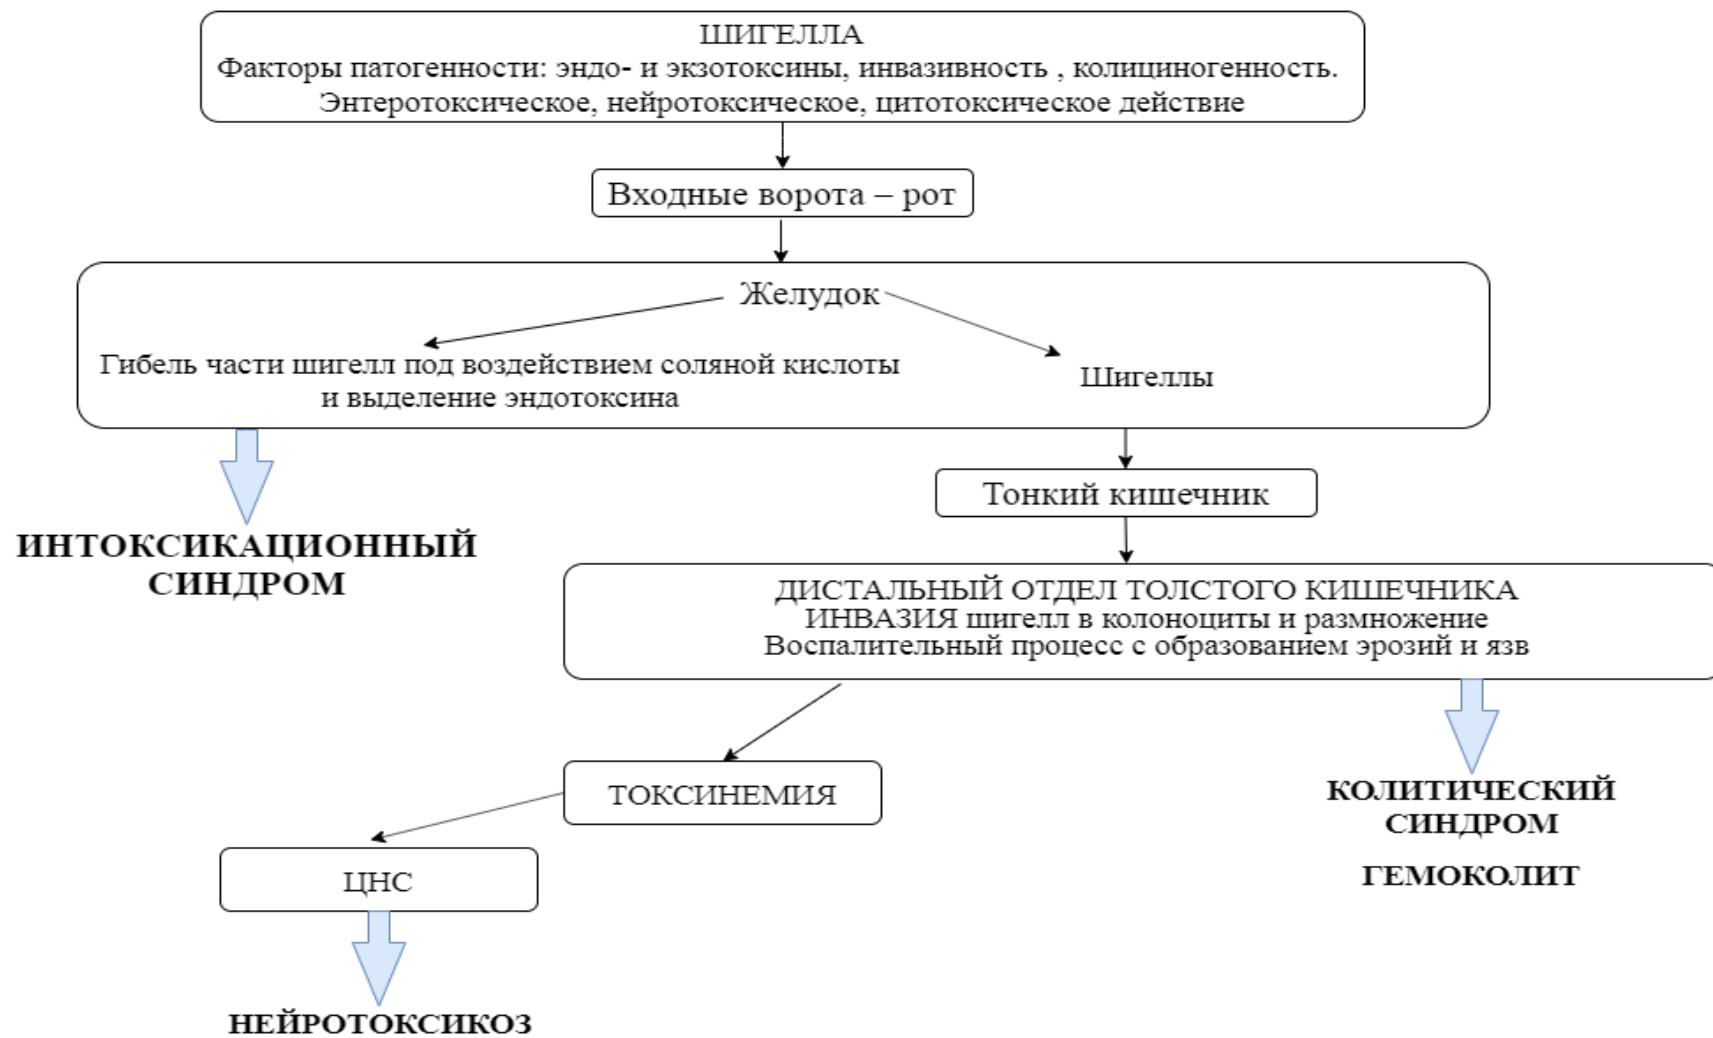 ШИГЕЛЛА
Факторы патогенности: эндо- и экзотоксины, инвазивность , колициногенность.
Энтеротоксическое, нейротоксическое, цитотоксическое действие
Входные ворота – рот
Желудок
Гибель части шигелл под воздействием соляной кислоты
и выделение эндотоксина
Шигеллы
Тонкий кишечник
ИНТОКСИКАЦИОННЫЙ
СИНДРОМ
ДИСТАЛЬНЫЙ ОТДЕЛ ТОЛСТОГО КИШЕЧНИКА
ИНВАЗИЯ шигелл в колоноциты и размножение
Воспалительный процесс с образованием эрозий и язв
ТОКСИНЕМИЯ
КОЛИТИЧЕСКИЙ
СИНДРОМ
ГЕМОКОЛИТ
ЦНС
НЕЙРОТОКСИКОЗ